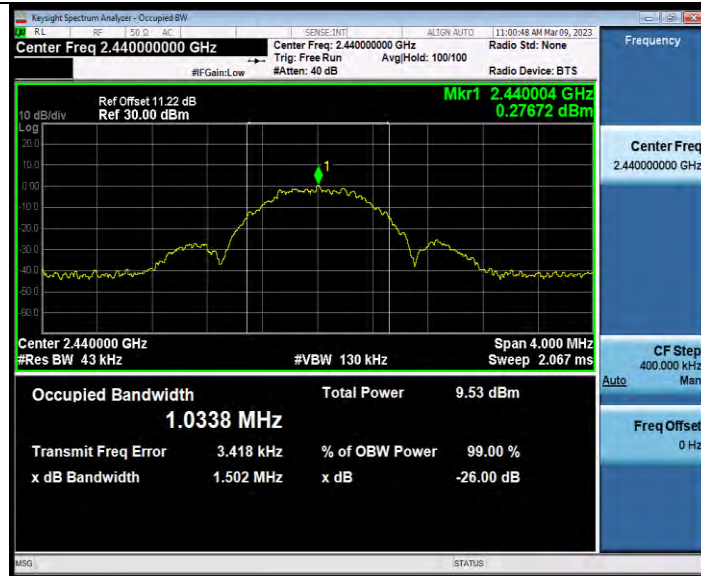 Keysight Spectrum Analyzer - Occupied BW
LXI RL RF 50 Ω AC SENSE:INT ALIGN AUTO 11:00:48 AM Mar 09, 2023
Center Freq 2.440000000 GHz
Center Freq: 2.440000000 GHz
Radio Std: None
Trig: Free Run Avg|Hold: 100/100
#IFGain:Low #Atten: 40 dB Radio Device: BTS
Ref Offset 11.22 dB
Mkr1 2.440004 GHz
10 dB/div Ref 30.00 dBm 0.27672 dBm
Log
20.0
10.0
1
0.00
-10.0
-20.0
-30.0
-40.0
-50.0
-60.0
Center 2.440000 GHz Span 4.000 MHz
#Res BW 43 kHz #VBW 130 kHz Sweep 2.067 ms
Occupied Bandwidth Total Power 9.53 dBm
1.0338 MHz
Transmit Freq Error 3.418 kHz % of OBW Power 99.00 %
x dB Bandwidth 1.502 MHz x dB -26.00 dB
MSG STATUS
Frequency
Center Freq
2.440000000 GHz
CF Step
400.000 kHz
Auto Man
Freq Offset
0 Hz